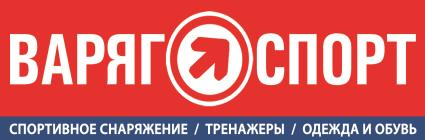 ВАРЯГ СПОРТ
СПОРТИВНОЕ СНАРЯЖЕНИЕ / ТРЕНАЖЕРЫ / ОДЕЖДА И ОБУВЬ